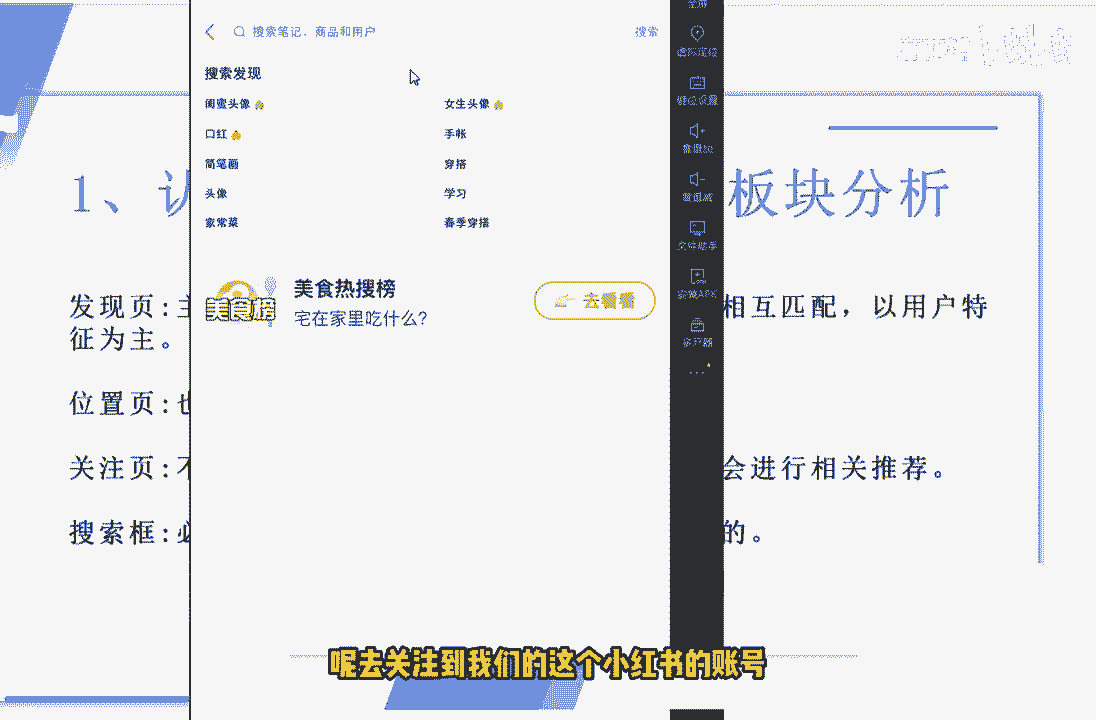 搜索笔记、商品和用户
搜索
搜索发现
闺蜜头像
女生头像
口红
手帐
简笔画
穿搭
头像
学习
家常菜
春季穿搭
美食榜
美食热搜榜
宅在家里吃什么?
去看看
全屏
虚拟定位
键位设置
音量加
音量减
文件助手
安装APK
多开器
1、
板块分析
发现页:
相互匹配，以用户特
征为主。
位置页:
关注页:不
会进行相关推荐。
搜索框:
的。
呢去关注到我们的这个小红书的账号